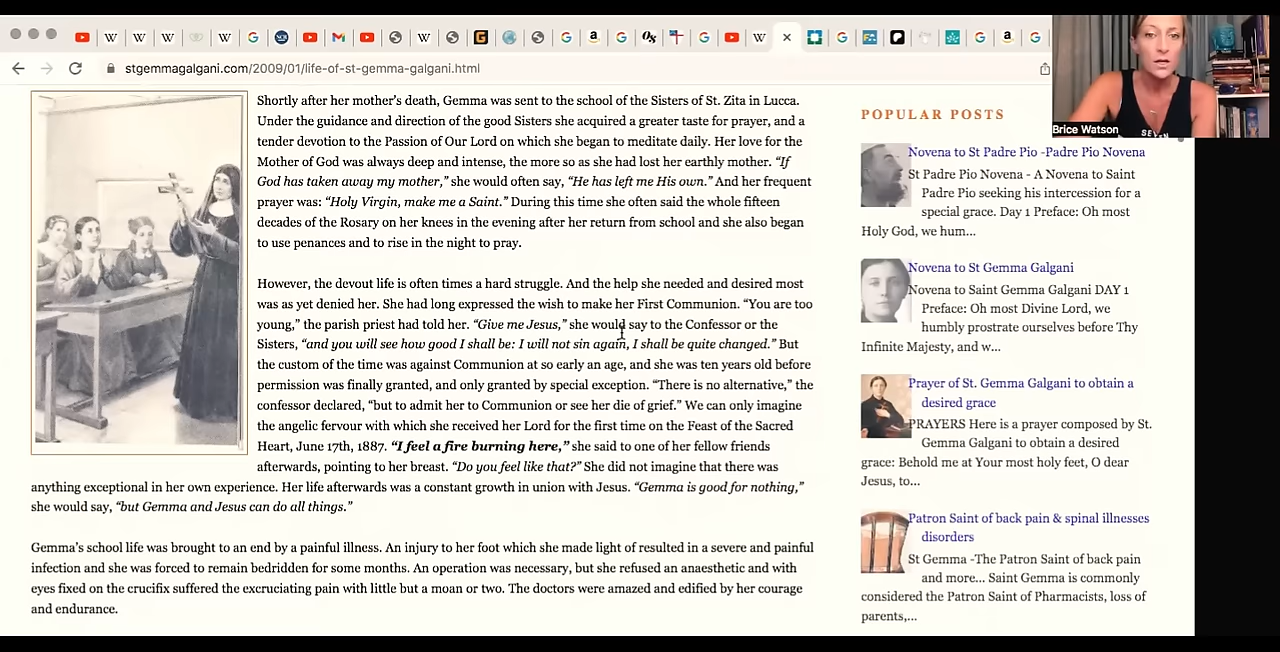 stgemmagalgani.com/2009/01/life-of-st-gemma-galgani.html
Shortly after her mother's death, Gemma was sent to the school of the Sisters of St. Zita in Lucca.
Under the guidance and direction of the good Sisters she acquired a greater taste for prayer, and a
tender devotion to the Passion of Our Lord on which she began to meditate daily. Her love for the
Mother of God was always deep and intense, the more so as she had lost her earthly mother. “If
God has taken away my mother,” she would often say, “He has left me His own.” And her frequent
prayer was: “Holy Virgin, make me a Saint.” During this time she often said the whole fifteen
decades of the Rosary on her knees in the evening after her return from school and she also began
to use penances and to rise in the night to pray.
However, the devout life is often times a hard struggle. And the help she needed and desired most
was as yet denied her. She had long expressed the wish to make her First Communion. “You are too
young,” the parish priest had told her. “Give me Jesus,” she would say to the Confessor or the
Sisters, “and you will see how good I shall be: I will not sin again, I shall be quite changed.” But
the custom of the time was against Communion at so early an age, and she was ten years old before
permission was finally granted, and only granted by special exception. “There is no alternative,” the
confessor declared, “but to admit her to Communion or see her die of grief.” We can only imagine
the angelic fervour with which she received her Lord for the first time on the Feast of the Sacred
Heart, June 17th, 1887. “I feel a fire burning here,” she said to one of her fellow friends
afterwards, pointing to her breast. “Do you feel like that?” She did not imagine that there was
anything exceptional in her own experience. Her life afterwards was a constant growth in union with Jesus. “Gemma is good for nothing,”
she would say, “but Gemma and Jesus can do all things.”
Gemma's school life was brought to an end by a painful illness. An injury to her foot which she made light of resulted in a severe and painful
infection and she was forced to remain bedridden for some months. An operation was necessary, but she refused an anaesthetic and with
eyes fixed on the crucifix suffered the excruciating pain with little but a moan or two. The doctors were amazed and edified by her courage
and endurance.
POPULAR POSTS
Novena to St Padre Pio -Padre Pio Novena
St Padre Pio Novena - A Novena to Saint
Padre Pio seeking his intercession for a
special grace. Day 1 Preface: Oh most
Holy God, we hum...
Novena to St Gemma Galgani
Novena to Saint Gemma Galgani DAY 1
Preface: Oh most Divine Lord, we
humbly prostrate ourselves before Thy
Infinite Majesty, and w...
Prayer of St. Gemma Galgani to obtain a
desired grace
PRAYERS Here is a prayer composed by St.
Gemma Galgani to obtain a desired
grace: Behold me at Your most holy feet, O dear
Jesus, to...
Patron Saint of back pain & spinal illnesses
disorders
St Gemma -The Patron Saint of back pain
and more... Saint Gemma is commonly
considered the Patron Saint of Pharmacists, loss of
parents,...
Brice Watson
SEVEN